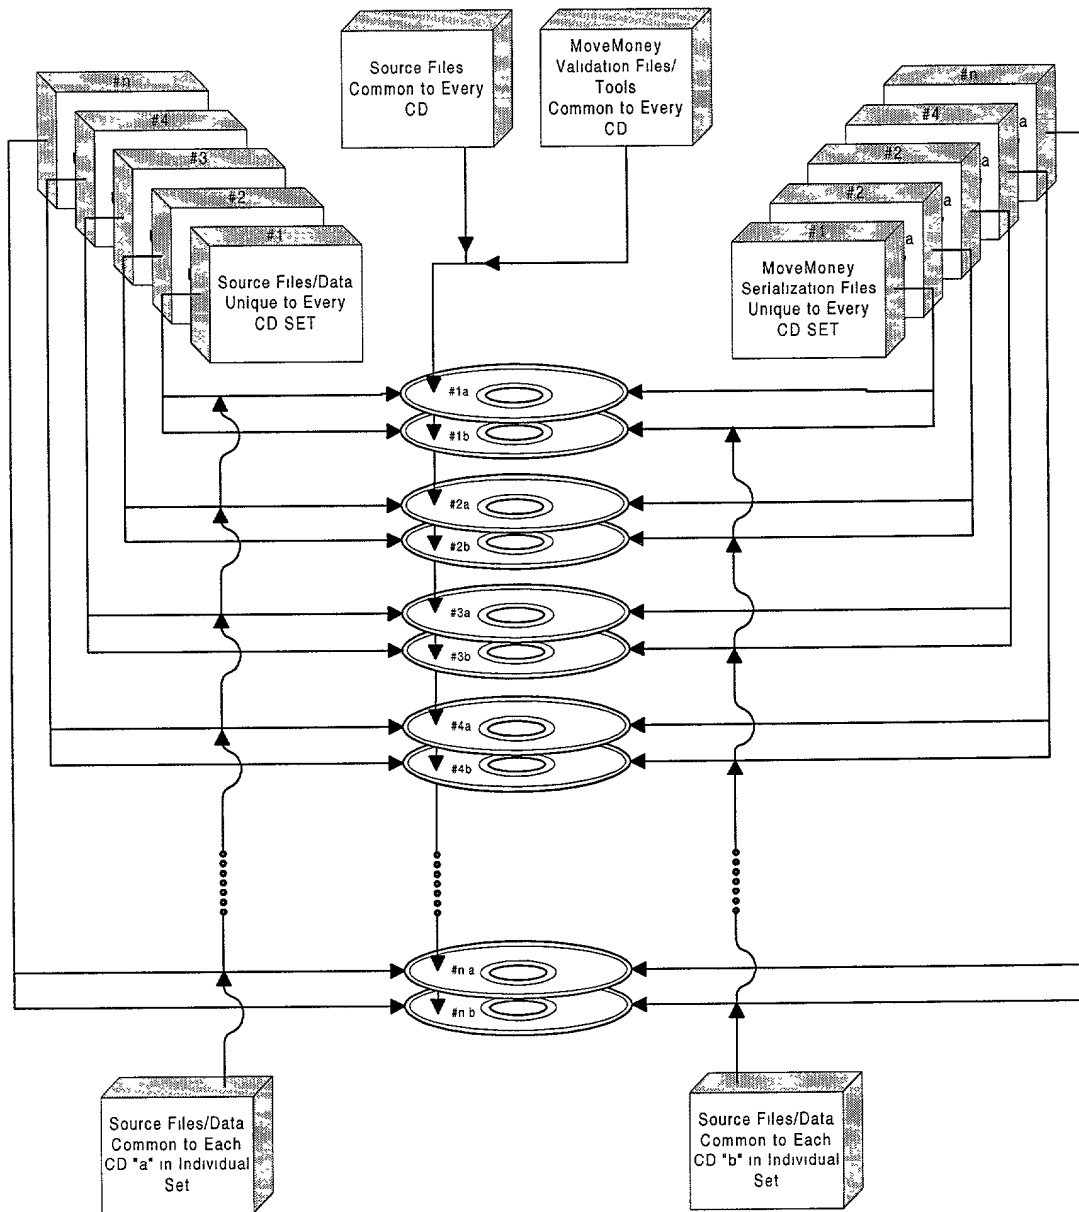 Source Files
Common to Every
CD
MoveMoney
Validation Files/
Tools
Common to Every
CD
#n
#4
#3
#2
#1
Source Files/Data
Unique to Every
CD SET
#n
#4
a
#2
a
#2
a
#1
a
MoveMoney
Serialization Files
Unique to Every
CD SET
#1a
#1b
#2a
#2b
#3a
#3b
#4a
#4b
#n a
#n b
Source Files/Data
Common to Each
CD "a" in Individual
Set
Source Files/Data
Common to Each
CD "b" in Individual
Set